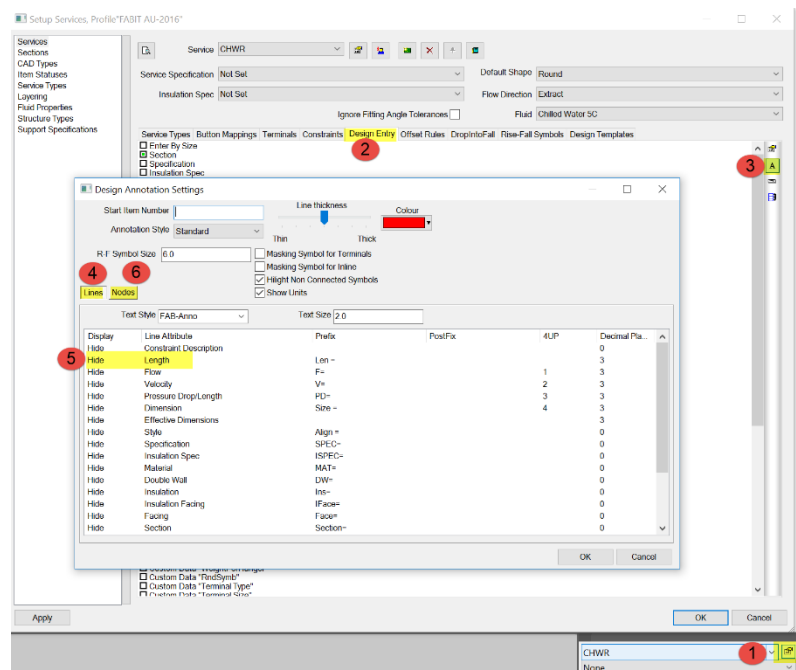 Setup Services, Profile"FABIT AU-2016"
Services
Sections
CAD Types
Item Statuses
Service Types
Layering
Fluid Properties
Structure Types
Support Specifications
Service CHWR
Service Specification Not Set Default Shape Round
Insulation Spec Not Set Flow Direction Extract
Ignore Fitting Angle Tolerances Fluid Chilled Water 5C
Service Types Button Mappings Terminals Constraints Design Entry Offset Rules DropIntoFall Rise-Fall Symbols Design Templates
2
Enter By Size
Section
Specification
Insulation Spec
3 A
Design Annotation Settings
Start Item Number Line thickness Colour
Annotation Style Standard
Thin Thick
R-F Symbol Size 6.0 Masking Symbol for Terminals
Masking Symbol for Inline
4 6 Hilight Non Connected Symbols
Lines Nodes Show Units
Text Style FAB-Anno Text Size 2.0
Display Line Attribute Prefix PostFix 4UP Decimal Pla...
Hide Constraint Description 0
5 Hide Length Len = 3
Hide Flow F= 1 3
Hide Velocity V= 2 3
Hide Pressure Drop/Length PD= 3 3
Hide Dimension Size = 4 3
Hide Effective Dimensions 3
Hide Style Align = 0
Hide Specification SPEC= 0
Hide Insulation Spec ISPEC= 0
Hide Material MAT= 0
Hide Double Wall DW= 0
Hide Insulation Ins= 0
Hide Insulation Facing IFace= 0
Hide Facing Face= 0
Hide Section Section= 0
OK Cancel
Custom Data "RndSymb"
Custom Data "Terminal Type"
Custom Data "Terminal Size"
Apply OK Cancel
CHWR 1
None